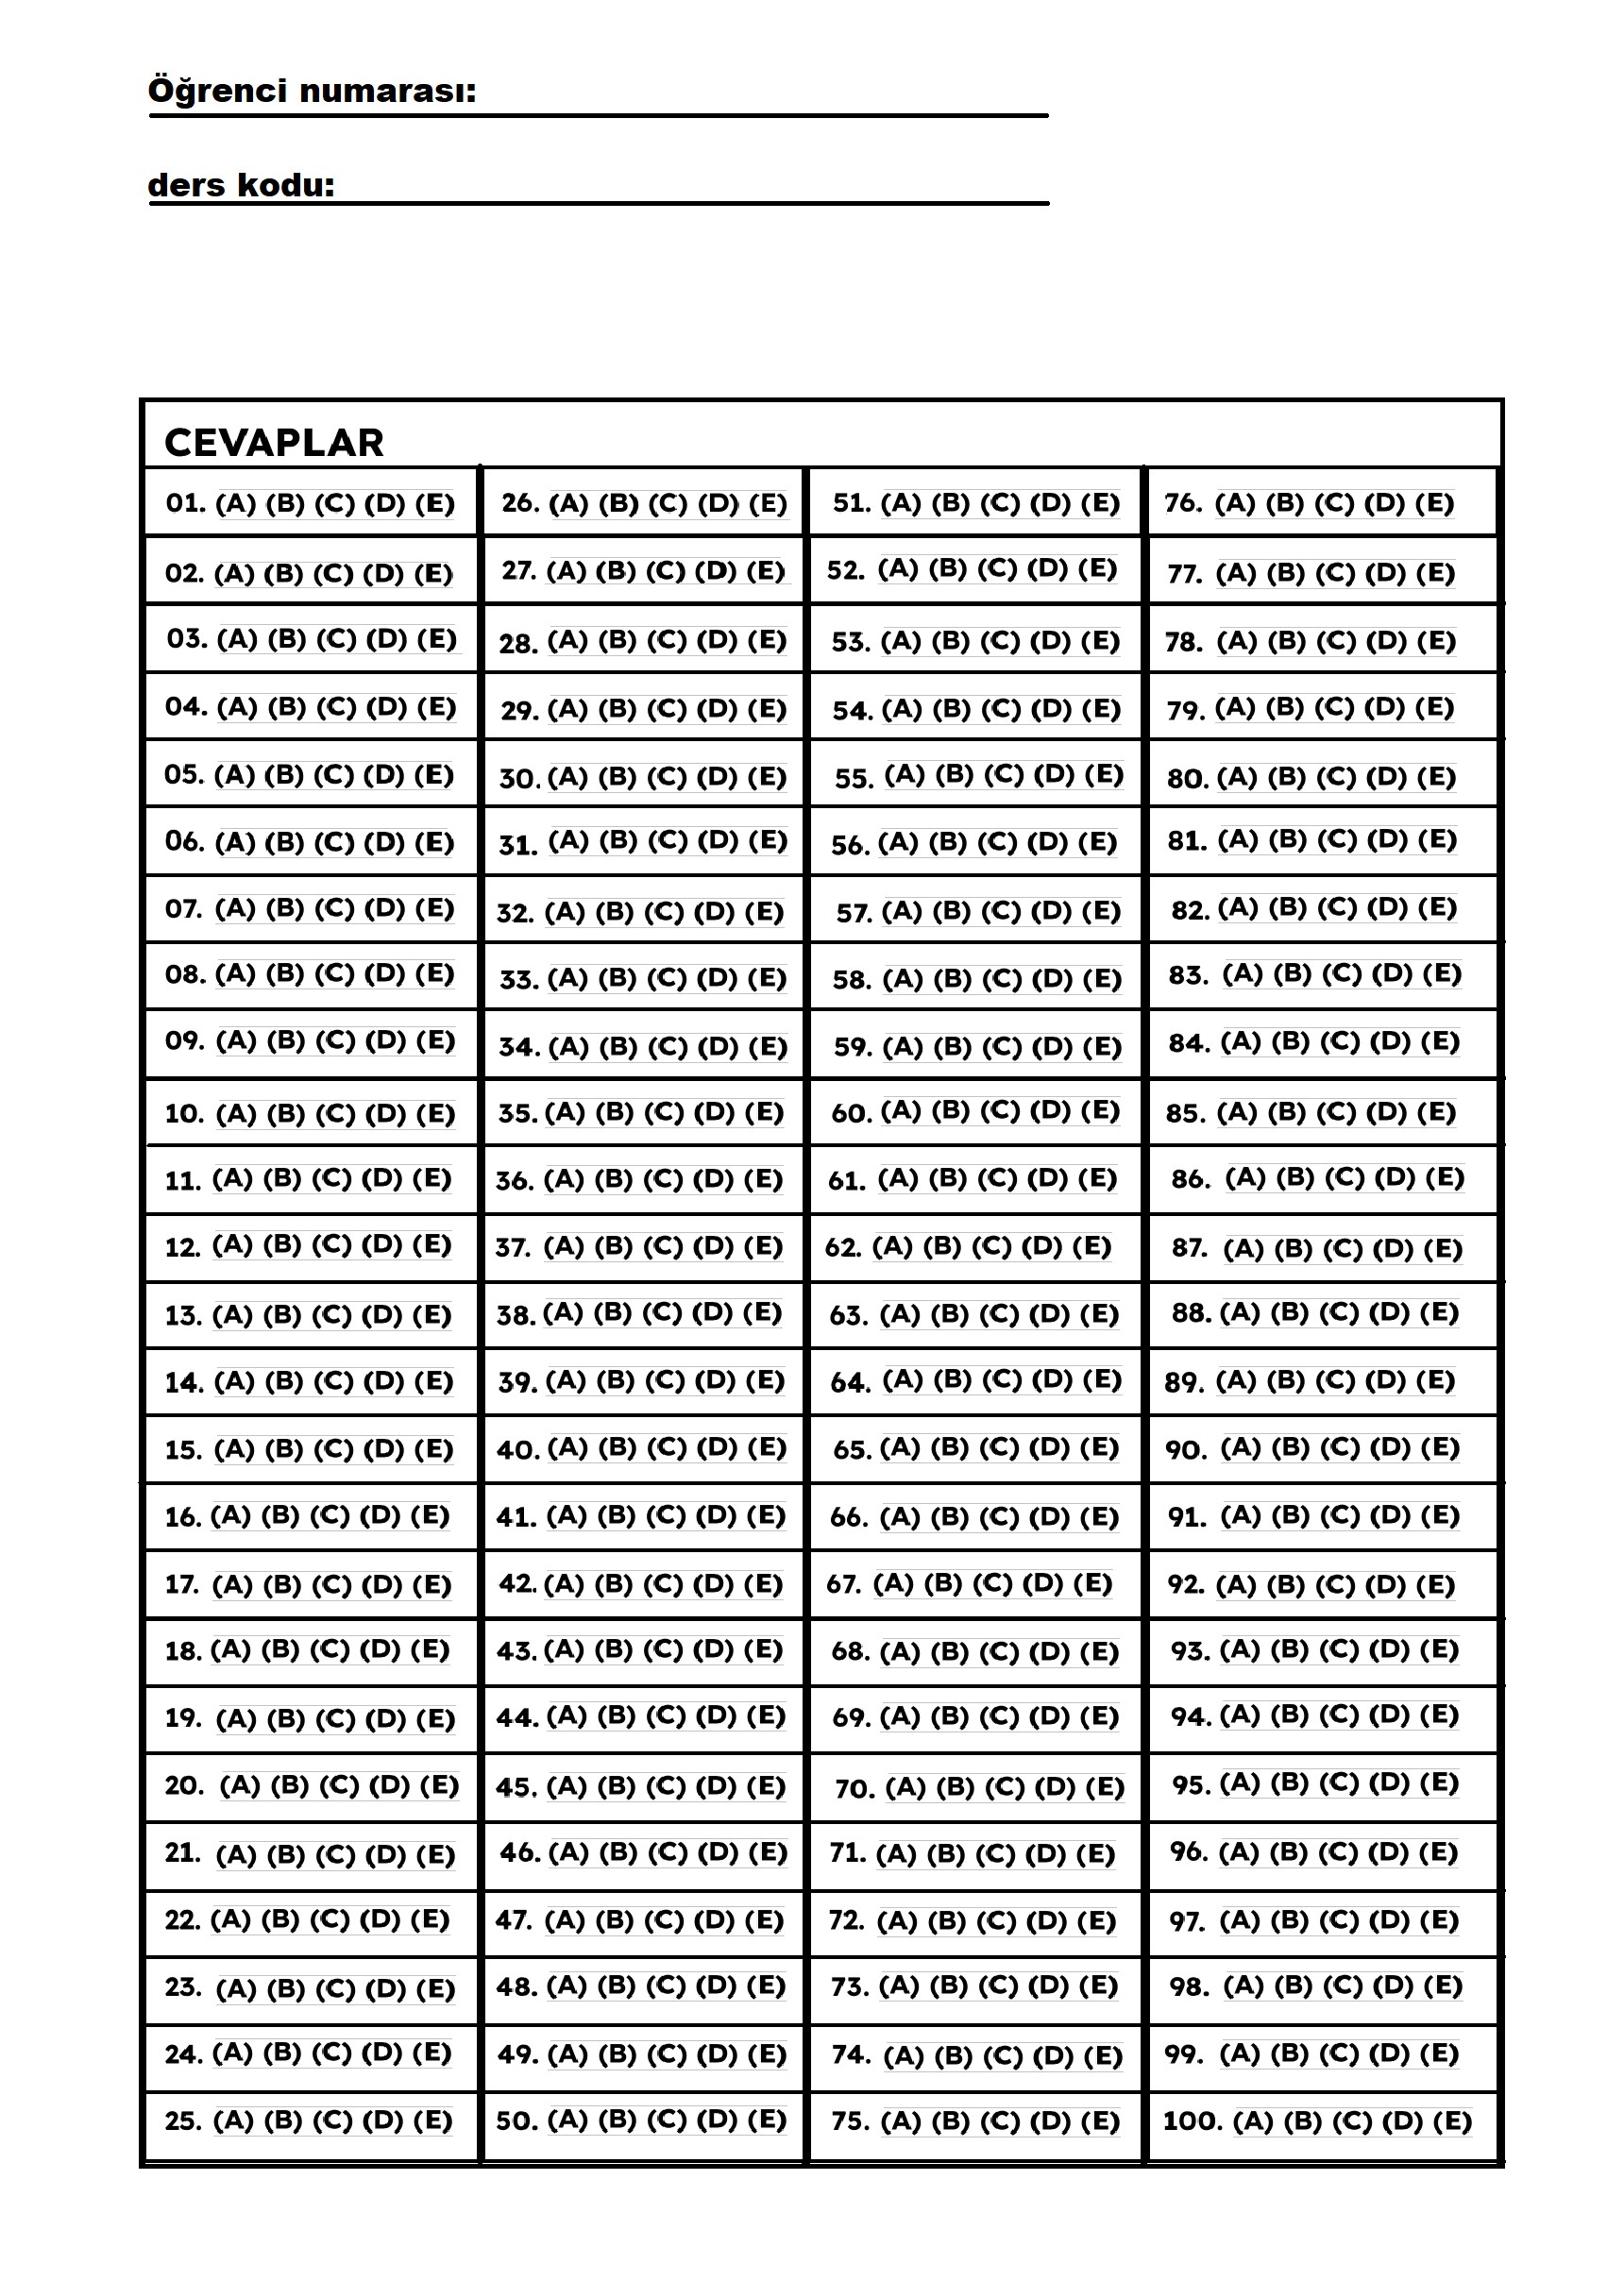 Öğrenci numarası:
ders kodu:
CEVAPLAR
01. (A) (B) (C) (D) (E) 26. (A) (B) (C) (D) (E) 51. (A) (B) (C) (D) (E) 76. (A) (B) (C) (D) (E)
02. (A) (B) (C) (D) (E) 27. (A) (B) (C) (D) (E) 52. (A) (B) (C) (D) (E) 77. (A) (B) (C) (D) (E)
03. (A) (B) (C) (D) (E) 28. (A) (B) (C) (D) (E) 53. (A) (B) (C) (D) (E) 78. (A) (B) (C) (D) (E)
04. (A) (B) (C) (D) (E) 29. (A) (B) (C) (D) (E) 54. (A) (B) (C) (D) (E) 79. (A) (B) (C) (D) (E)
05. (A) (B) (C) (D) (E) 30. (A) (B) (C) (D) (E) 55. (A) (B) (C) (D) (E) 80. (A) (B) (C) (D) (E)
06. (A) (B) (C) (D) (E) 31. (A) (B) (C) (D) (E) 56. (A) (B) (C) (D) (E) 81. (A) (B) (C) (D) (E)
07. (A) (B) (C) (D) (E) 32. (A) (B) (C) (D) (E) 57. (A) (B) (C) (D) (E) 82. (A) (B) (C) (D) (E)
08. (A) (B) (C) (D) (E) 33. (A) (B) (C) (D) (E) 58. (A) (B) (C) (D) (E) 83. (A) (B) (C) (D) (E)
09. (A) (B) (C) (D) (E) 34. (A) (B) (C) (D) (E) 59. (A) (B) (C) (D) (E) 84. (A) (B) (C) (D) (E)
10. (A) (B) (C) (D) (E) 35. (A) (B) (C) (D) (E) 60. (A) (B) (C) (D) (E) 85. (A) (B) (C) (D) (E)
11. (A) (B) (C) (D) (E) 36. (A) (B) (C) (D) (E) 61. (A) (B) (C) (D) (E) 86. (A) (B) (C) (D) (E)
12. (A) (B) (C) (D) (E) 37. (A) (B) (C) (D) (E) 62. (A) (B) (C) (D) (E) 87. (A) (B) (C) (D) (E)
13. (A) (B) (C) (D) (E) 38. (A) (B) (C) (D) (E) 63. (A) (B) (C) (D) (E) 88. (A) (B) (C) (D) (E)
14. (A) (B) (C) (D) (E) 39. (A) (B) (C) (D) (E) 64. (A) (B) (C) (D) (E) 89. (A) (B) (C) (D) (E)
15. (A) (B) (C) (D) (E) 40. (A) (B) (C) (D) (E) 65. (A) (B) (C) (D) (E) 90. (A) (B) (C) (D) (E)
16. (A) (B) (C) (D) (E) 41. (A) (B) (C) (D) (E) 66. (A) (B) (C) (D) (E) 91. (A) (B) (C) (D) (E)
17. (A) (B) (C) (D) (E) 42. (A) (B) (C) (D) (E) 67. (A) (B) (C) (D) (E) 92. (A) (B) (C) (D) (E)
18. (A) (B) (C) (D) (E) 43. (A) (B) (C) (D) (E) 68. (A) (B) (C) (D) (E) 93. (A) (B) (C) (D) (E)
19. (A) (B) (C) (D) (E) 44. (A) (B) (C) (D) (E) 69. (A) (B) (C) (D) (E) 94. (A) (B) (C) (D) (E)
20. (A) (B) (C) (D) (E) 45. (A) (B) (C) (D) (E) 70. (A) (B) (C) (D) (E) 95. (A) (B) (C) (D) (E)
21. (A) (B) (C) (D) (E) 46. (A) (B) (C) (D) (E) 71. (A) (B) (C) (D) (E) 96. (A) (B) (C) (D) (E)
22. (A) (B) (C) (D) (E) 47. (A) (B) (C) (D) (E) 72. (A) (B) (C) (D) (E) 97. (A) (B) (C) (D) (E)
23. (A) (B) (C) (D) (E) 48. (A) (B) (C) (D) (E) 73. (A) (B) (C) (D) (E) 98. (A) (B) (C) (D) (E)
24. (A) (B) (C) (D) (E) 49. (A) (B) (C) (D) (E) 74. (A) (B) (C) (D) (E) 99. (A) (B) (C) (D) (E)
25. (A) (B) (C) (D) (E) 50. (A) (B) (C) (D) (E) 75. (A) (B) (C) (D) (E) 100. (A) (B) (C) (D) (E)